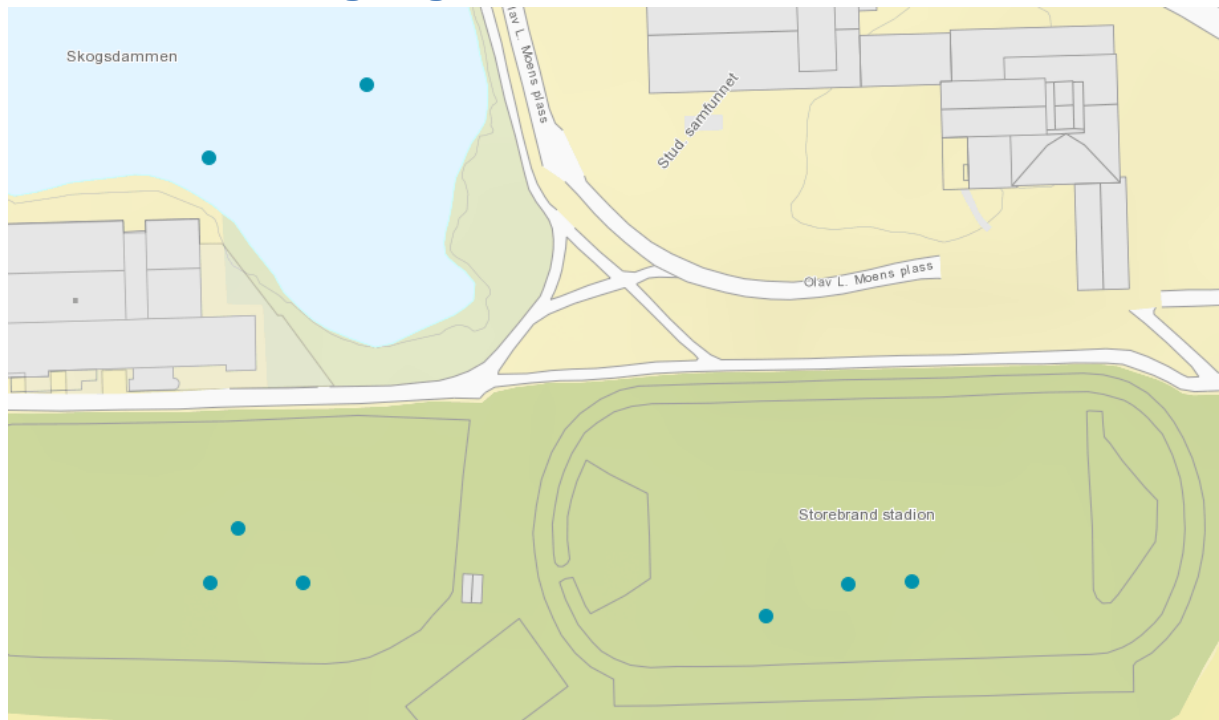 Skogsdammen
lav L. Moens plass
Stud. samfunnet
Olav L. Moens plass
Storebrand stadion